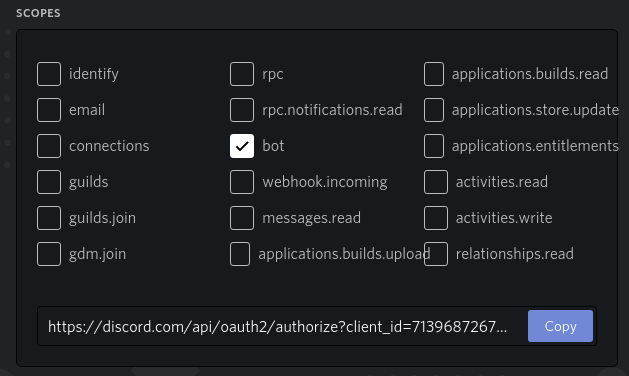 SCOPES
identify
rpc
applications.builds.read
email
rpc.notifications.read
applications.store.update
connections
bot
applications.entitlements
guilds
webhook.incoming
activities.read
guilds.join
messages.read
activities.write
gdm.join
applications.builds.upload
relationships.read
https://discord.com/api/oauth2/authorize?client_id=7139687267...
Copy